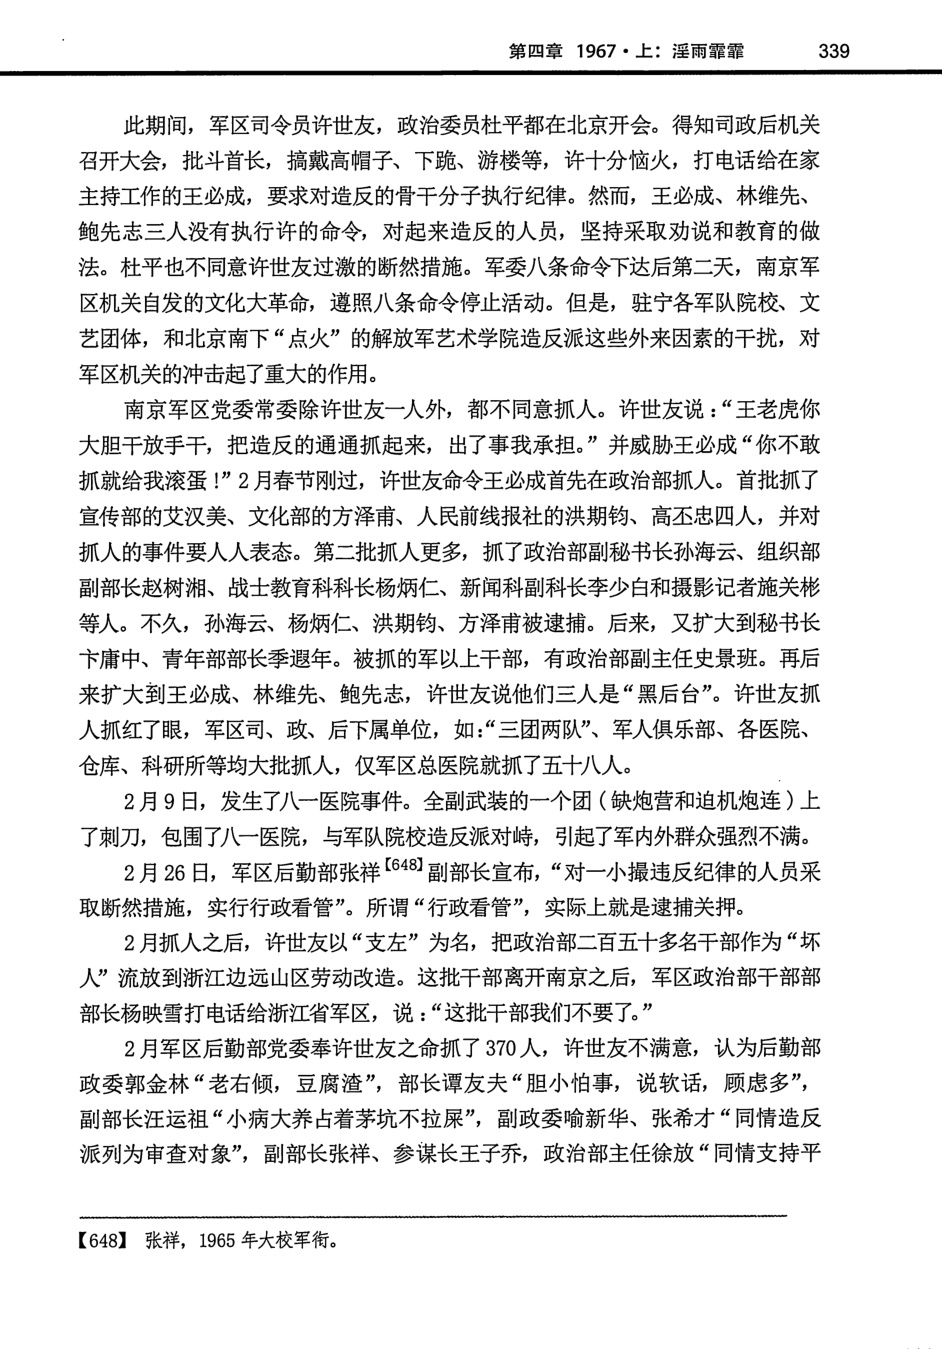 第四章 1967·上：淫雨霏霏 339
此期间，军区司令员许世友，政治委员杜平都在北京开会。得知司政后机关
召开大会，批斗首长，搞戴高帽子、下跪、游楼等，许十分恼火，打电话给在家
主持工作的王必成，要求对造反的骨干分子执行纪律。然而，王必成、林维先、
鲍先志三人没有执行许的命令，对起来造反的人员，坚持采取劝说和教育的做
法。杜平也不同意许世友过激的断然措施。军委八条命令下达后第二天，南京军
区机关自发的文化大革命，遵照八条命令停止活动。但是，驻宁各军队院校、文
艺团体，和北京南下“点火”的解放军艺术学院造反派这些外来因素的干扰，对
军区机关的冲击起了重大的作用。
南京军区党委常委除许世友一人外，都不同意抓人。许世友说：“王老虎你
大胆干放手干，把造反的通通抓起来，出了事我承担。”并威胁王必成“你不敢
抓就给我滚蛋！”2月春节刚过，许世友命令王必成首先在政治部抓人。首批抓了
宣传部的艾汉美、文化部的方泽甫、人民前线报社的洪期钧、高丕忠四人，并对
抓人的事件要人人表态。第二批抓人更多，抓了政治部副秘书长孙海云、组织部
副部长赵树湘、战士教育科科长杨炳仁、新闻科副科长李少白和摄影记者施关彬
等人。不久，孙海云、杨炳仁、洪期钧、方泽甫被逮捕。后来，又扩大到秘书长
卞庸中、青年部部长季遐年。被抓的军以上干部，有政治部副主任史景班。再后
来扩大到王必成、林维先、鲍先志，许世友说他们三人是“黑后台”。许世友抓
人抓红了眼，军区司、政、后下属单位，如：“三团两队”、军人俱乐部、各医院、
仓库、科研所等均大批抓人，仅军区总医院就抓了五十八人。
2月9日，发生了八一医院事件。全副武装的一个团（缺炮营和迫机炮连）上
了刺刀，包围了八一医院，与军队院校造反派对峙，引起了军内外群众强烈不满。
2月26日，军区后勤部张祥【648】副部长宣布，“对一小撮违反纪律的人员采
取断然措施，实行行政看管”。所谓“行政看管”，实际上就是逮捕关押。
2月抓人之后，许世友以“支左”为名，把政治部二百五十多名干部作为“坏
人”流放到浙江边远山区劳动改造。这批干部离开南京之后，军区政治部干部部
部长杨映雪打电话给浙江省军区，说：“这批干部我们不要了。”
2月军区后勤部党委奉许世友之命抓了370人，许世友不满意，认为后勤部
政委郭金林“老右倾，豆腐渣”，部长谭友夫“胆小怕事，说软话，顾虑多”，
副部长汪运祖“小病大养占着茅坑不拉屎”，副政委喻新华、张希才“同情造反
派列为审查对象”，副部长张祥、参谋长王子乔，政治部主任徐放“同情支持平
【648】 张祥，1965年大校军衔。